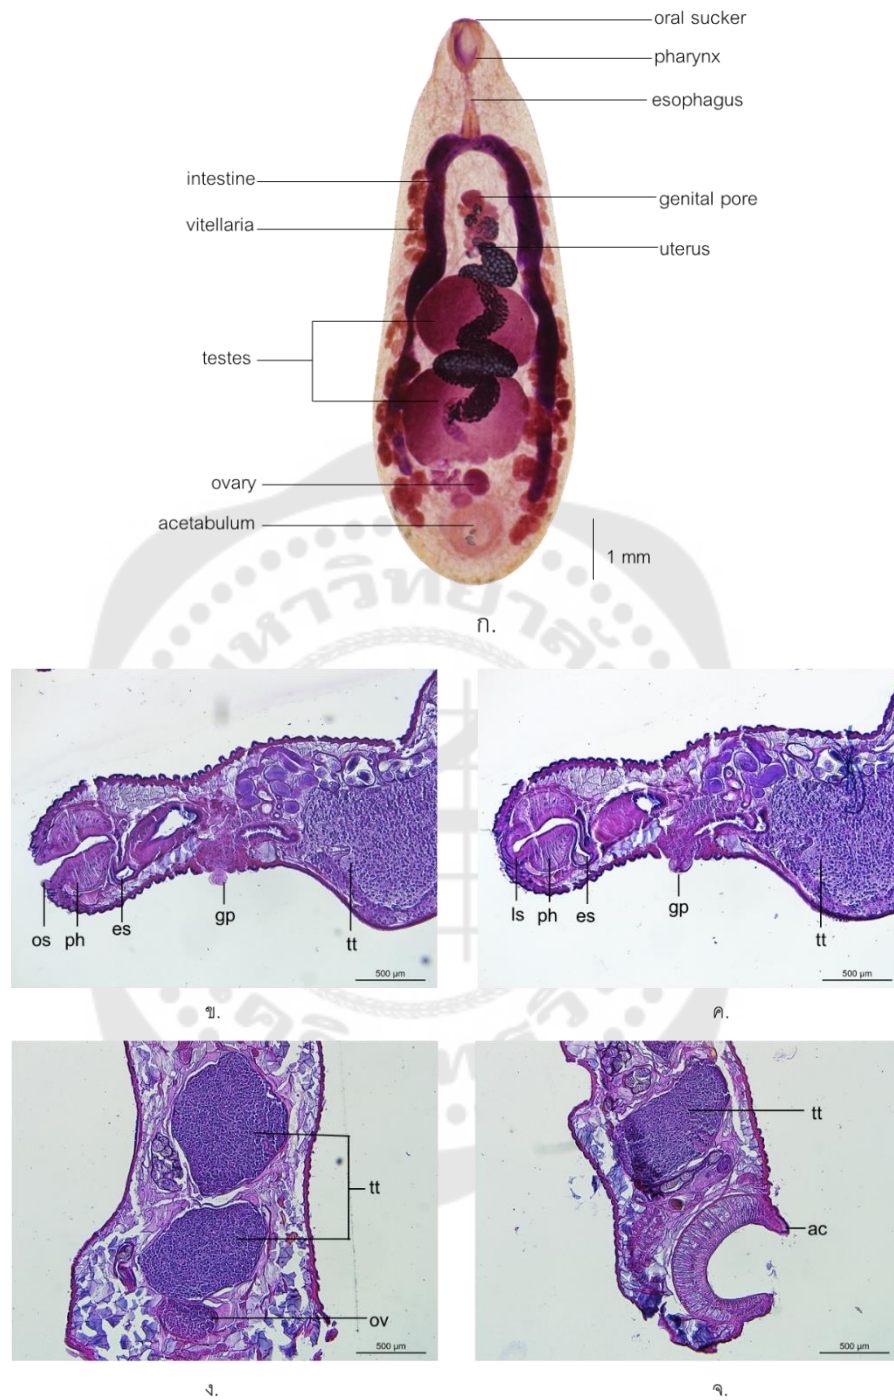 oral sucker
pharynx
esophagus
intestine
genital pore
vitellaria
uterus
testes
ovary
acetabulum
1 mm
ก.
os ph es gp tt
500 µm
ข.
ls ph es gp tt
500 µm
ค.
tt
ov
500 µm
ง.
tt
ac
500 µm
จ.